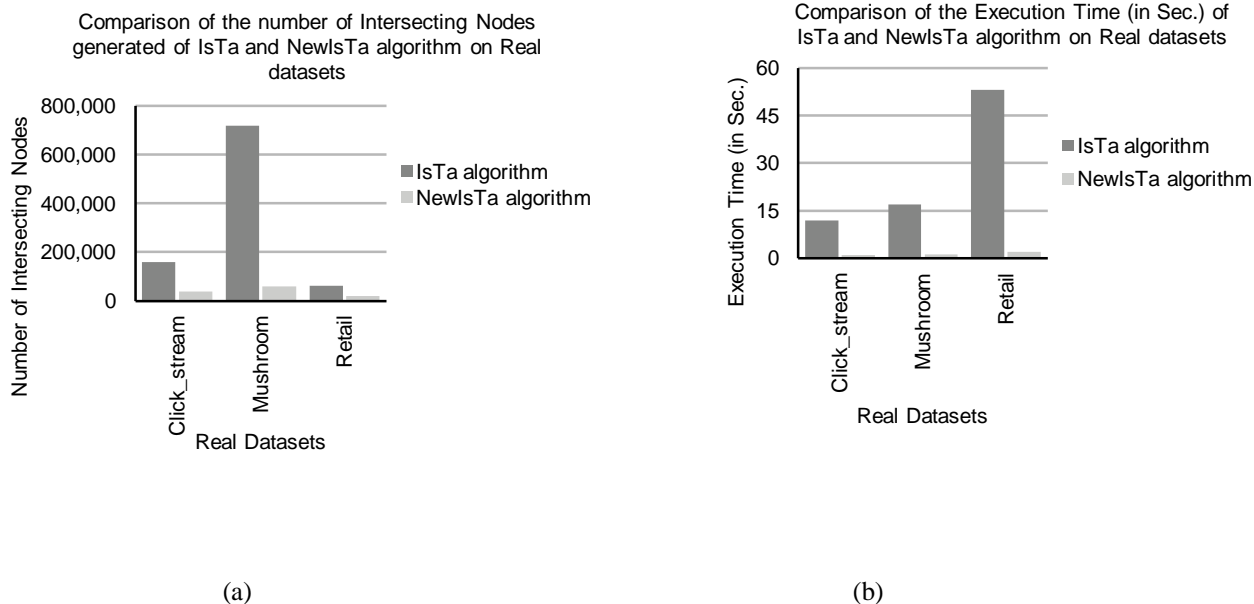 Comparison of the number of Intersecting Nodes
generated of IsTa and NewIsTa algorithm on Real
datasets
800,000
600,000
400,000
200,000
0
Number of Intersecting Nodes
Click_stream
Mushroom
Retail
Real Datasets
IsTa algorithm
NewIsTa algorithm
(a)
Comparison of the Execution Time (in Sec.) of
IsTa and NewIsTa algorithm on Real datasets
60
45
30
15
0
Execution Time (in Sec.)
Click_stream
Mushroom
Retail
Real Datasets
IsTa algorithm
NewIsTa algorithm
(b)